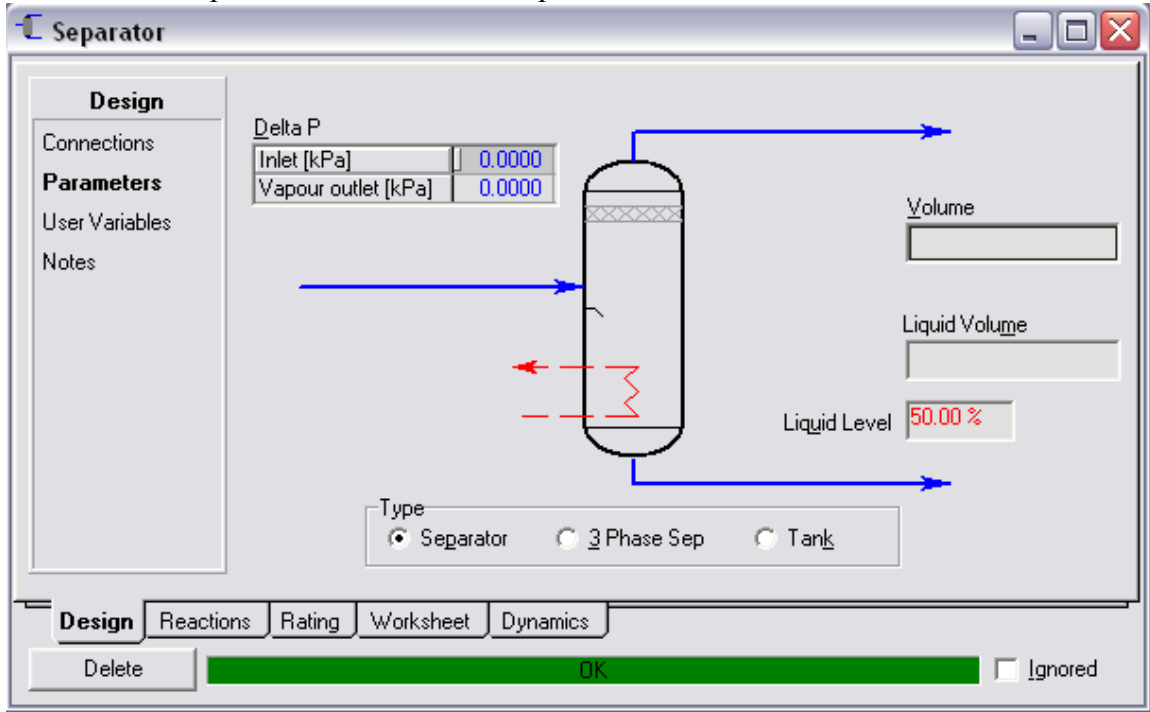 Separator
Design
Connections
Parameters
User Variables
Notes
Delta P
Inlet [kPa] 0.0000
Vapour outlet [kPa] 0.0000
Volume
Liquid Volume
Liquid Level 50.00 %
Type
Separator 3 Phase Sep Tank
Design Reactions Rating Worksheet Dynamics
Delete OK Ignored